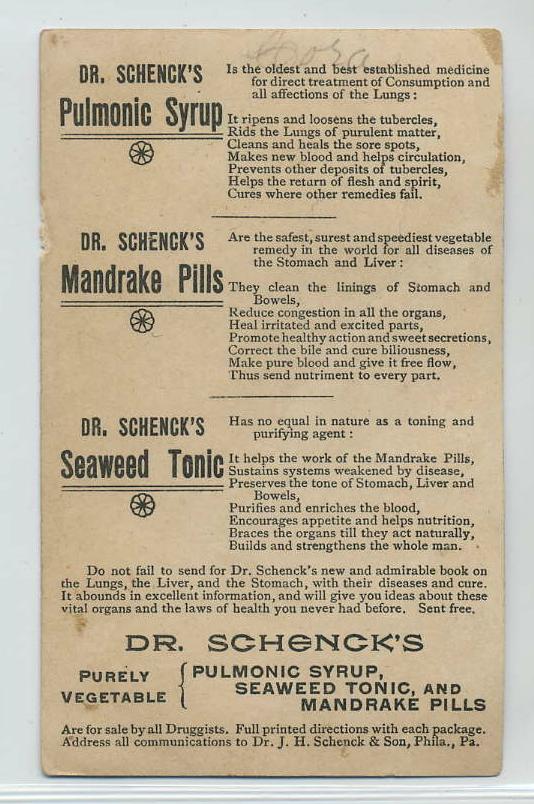 DR. SCHENCK'S
Pulmonic Syrup
Is the oldest and best established medicine
for direct treatment of Consumption and
all affections of the Lungs:
It ripens and loosens the tubercles,
Rids the Lungs of purulent matter,
Cleans and heals the sore spots,
Makes new blood and helps circulation,
Prevents other deposits of tubercles,
Helps the return of flesh and spirit,
Cures where other remedies fail.
DR. SCHENCK'S
Mandrake Pills
Are the safest, surest and speediest vegetable
remedy in the world for all diseases of
the Stomach and Liver:
They clean the linings of Stomach and
Bowels,
Reduce congestion in all the organs,
Heal irritated and excited parts,
Promote healthy action and sweet secretions,
Correct the bile and cure biliousness,
Make pure blood and give it free flow,
Thus send nutriment to every part.
DR. SCHENCK'S
Seaweed Tonic
Has no equal in nature as a toning and
purifying agent:
It helps the work of the Mandrake Pills,
Sustains systems weakened by disease,
Preserves the tone of Stomach, Liver and
Bowels,
Purifies and enriches the blood,
Encourages appetite and helps nutrition,
Braces the organs till they act naturally,
Builds and strengthens the whole man.
Do not fail to send for Dr. Schenck's new and admirable book on
the Lungs, the Liver, and the Stomach, with their diseases and cure.
It abounds in excellent information, and will give you ideas about these
vital organs and the laws of health you never had before. Sent free.
DR. SCHENCK'S
PURELY
VEGETABLE
PULMONIC SYRUP,
SEAWEED TONIC, AND
MANDRAKE PILLS
Are for sale by all Druggists. Full printed directions with each package.
Address all communications to Dr. J. H. Schenck & Son, Phila., Pa.